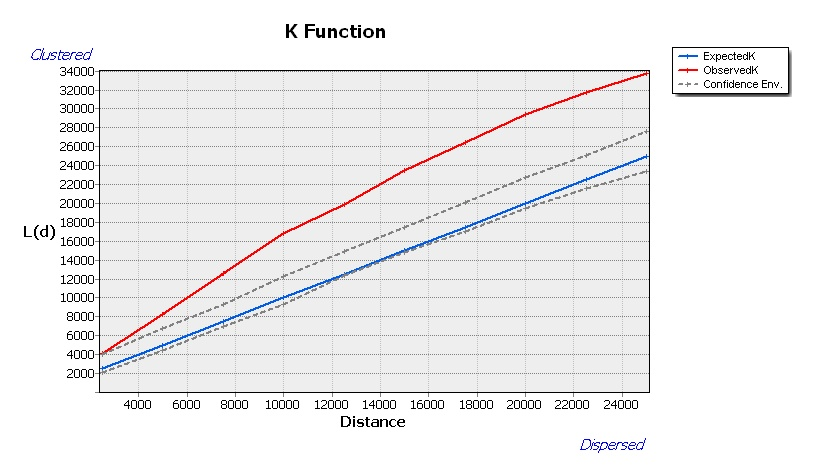 K Function
Clustered
ExpectedK
ObservedK
Confidence Env.
34000
32000
30000
28000
26000
24000
22000
20000
18000
L(d)
16000
14000
12000
10000
8000
6000
4000
2000
4000 6000 8000 10000 12000 14000 16000 18000 20000 22000 24000
Distance
Dispersed